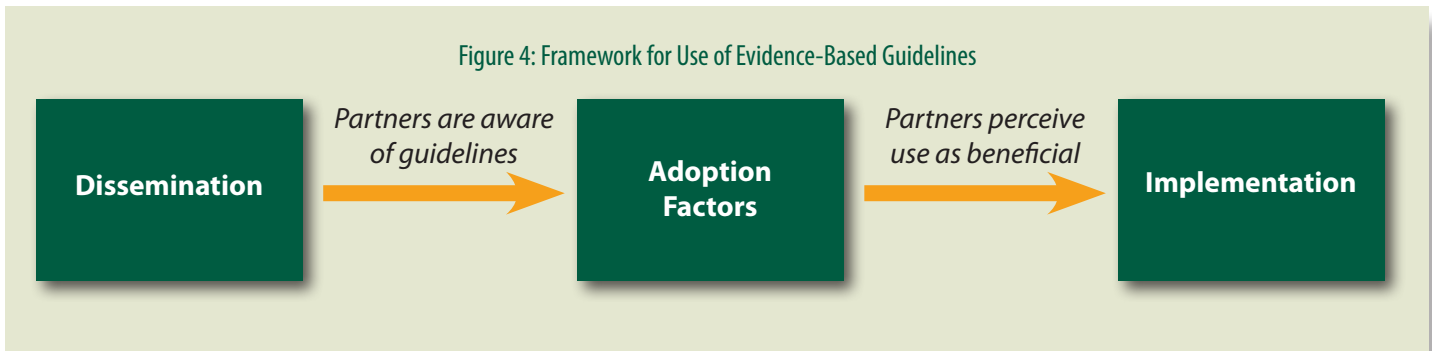 Figure 4: Framework for Use of Evidence-Based Guidelines
Dissemination
Partners are aware
of guidelines
Adoption
Factors
Partners perceive
use as beneficial
Implementation